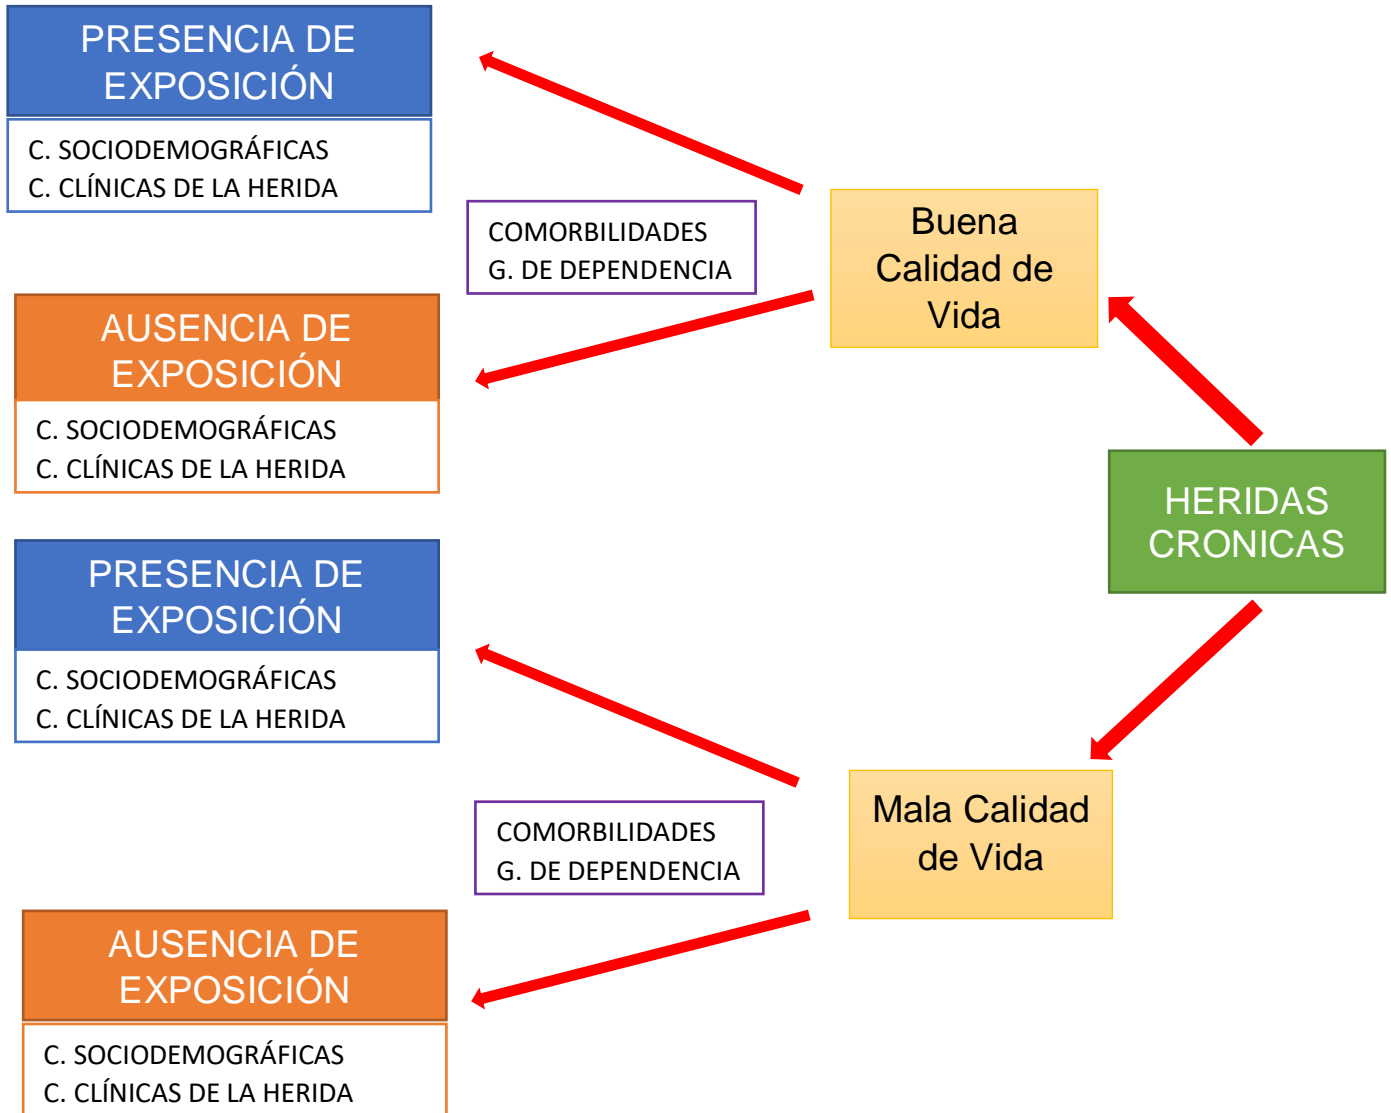 PRESENCIA DE
EXPOSICIÓN
C. SOCIODEMOGRÁFICAS
C. CLÍNICAS DE LA HERIDA
COMORBILIDADES
G. DE DEPENDENCIA
Buena
Calidad de
Vida
AUSENCIA DE
EXPOSICIÓN
C. SOCIODEMOGRÁFICAS
C. CLÍNICAS DE LA HERIDA
HERIDAS
CRONICAS
PRESENCIA DE
EXPOSICIÓN
C. SOCIODEMOGRÁFICAS
C. CLÍNICAS DE LA HERIDA
COMORBILIDADES
G. DE DEPENDENCIA
Mala Calidad
de Vida
AUSENCIA DE
EXPOSICIÓN
C. SOCIODEMOGRÁFICAS
C. CLÍNICAS DE LA HERIDA